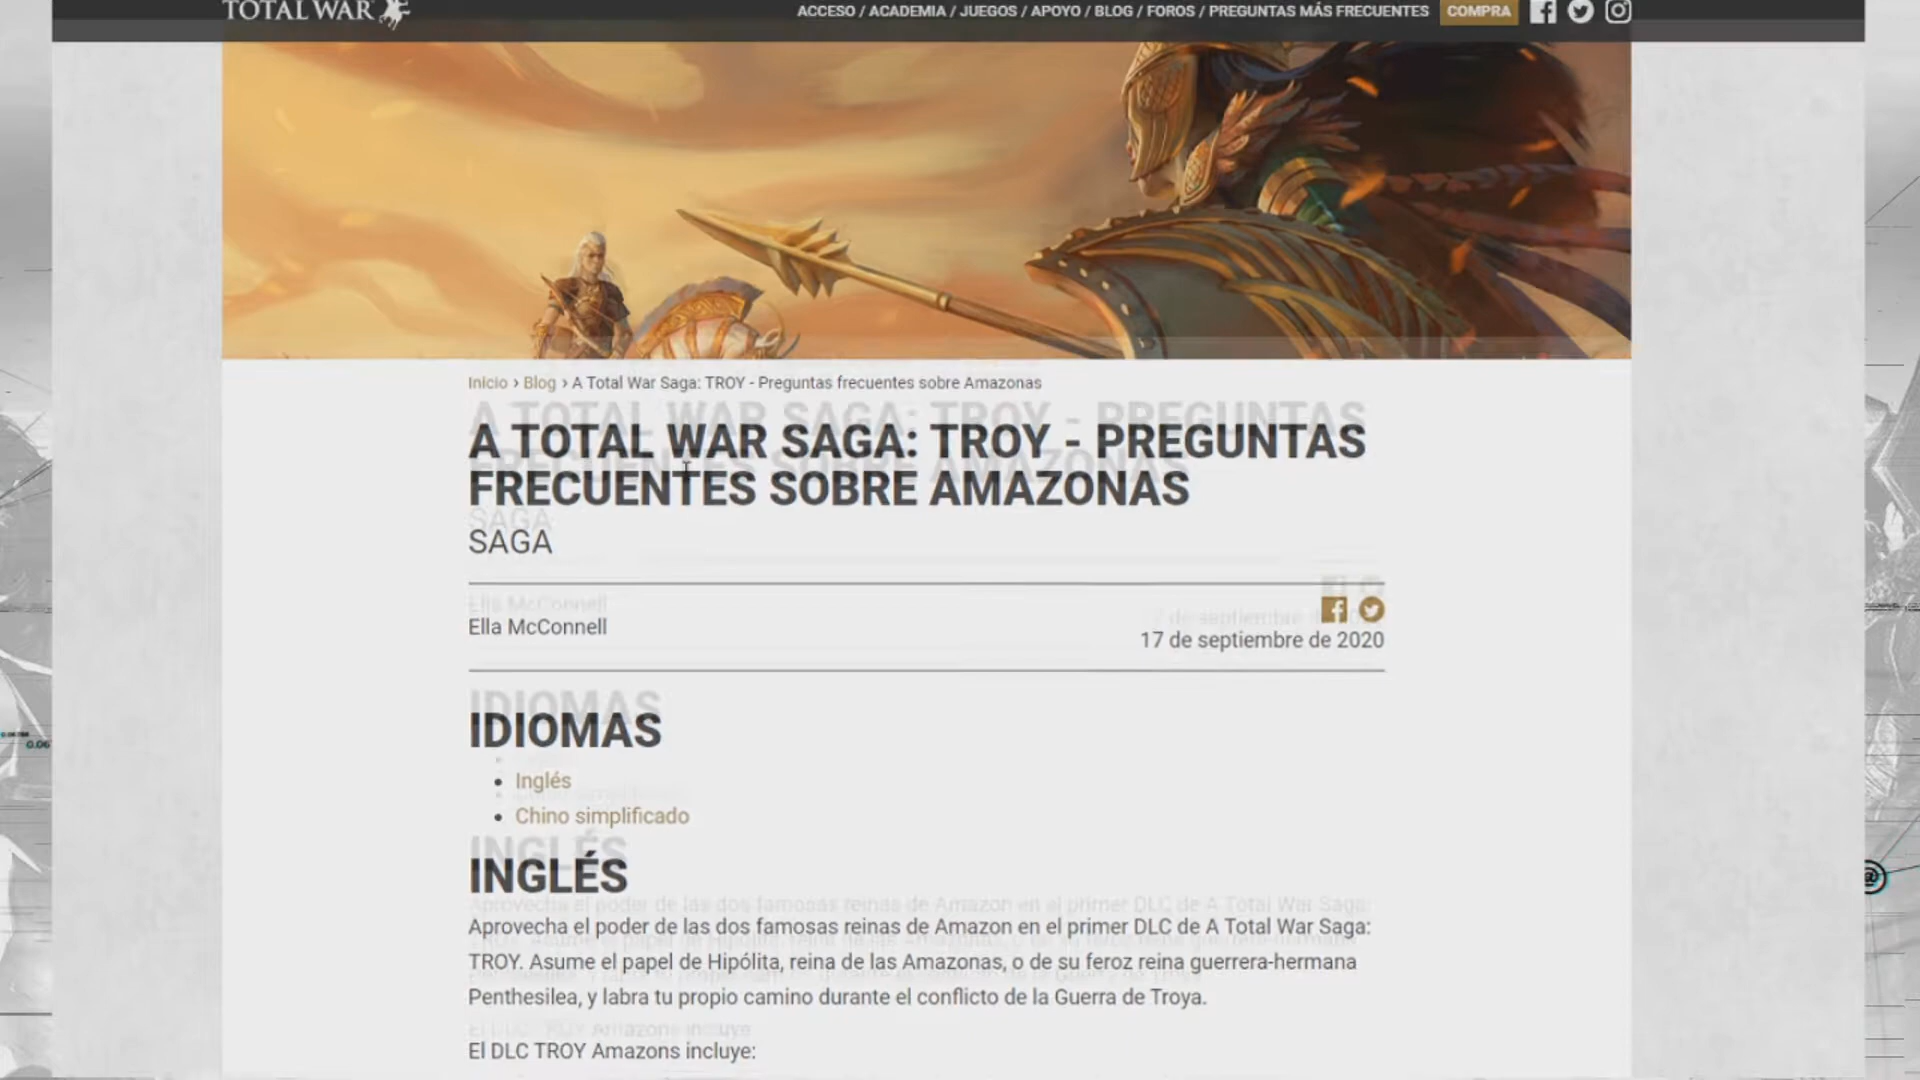 TOTAL WAR
ACCESO / ACADEMIA / JUEGOS / APOYO / BLOG / FOROS / PREGUNTAS MÁS FRECUENTES COMPRA
Inicio › Blog › A Total War Saga: TROY - Preguntas frecuentes sobre Amazonas
A TOTAL WAR SAGA: TROY - PREGUNTAS
FRECUENTES SOBRE AMAZONAS
SAGA
Ella McConnell
17 de septiembre de 2020
IDIOMAS
• Inglés
• Chino simplificado
INGLÉS
Aprovecha el poder de las dos famosas reinas de Amazon en el primer DLC de A Total War Saga:
TROY. Asume el papel de Hipólita, reina de las Amazonas, o de su feroz reina guerrera-hermana
Penthesilea, y labra tu propio camino durante el conflicto de la Guerra de Troya.
El DLC TROY Amazons incluye: